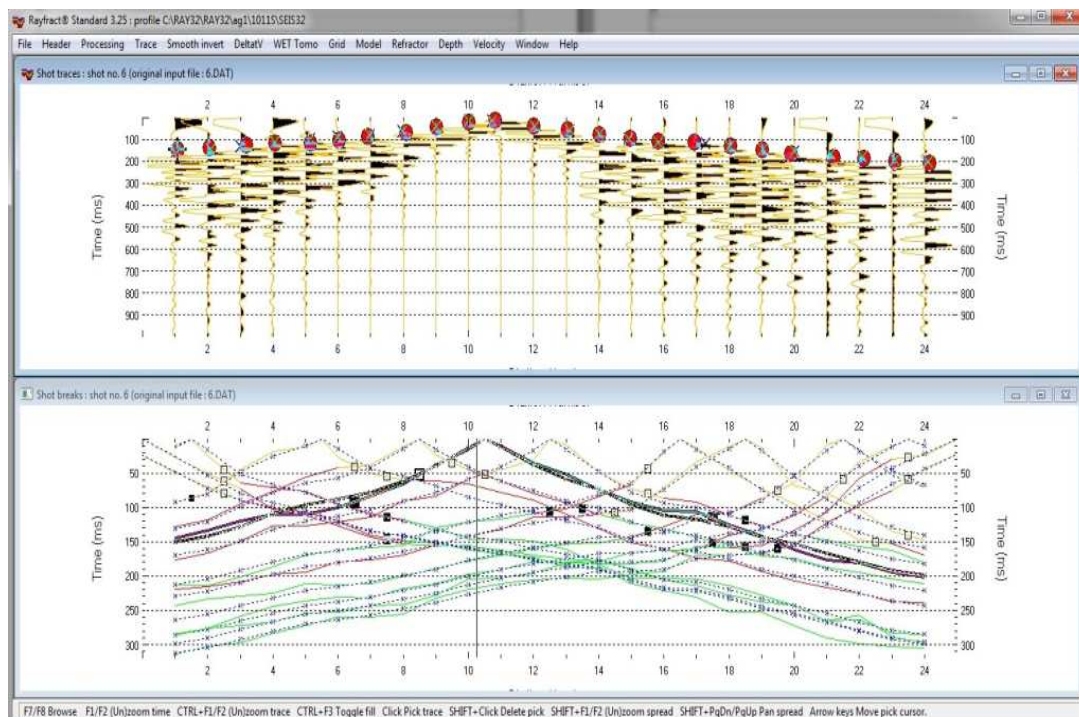 Rayfract® Standard 3.25 : profile C:\RAY32\RAY32\ag1\1011S\SEIS32
File Header Processing Trace Smooth invert DeltatV WET Tomo Grid Model Refractor Depth Velocity Window Help
Shot traces : shot no. 6 (original input file : 6.DAT)
2 4 6 8 10 12 14 16 18 20 22 24
100 100
200 200
300 300
400 400
500 500
600 600
Time (ms) Time (ms)
700 700
800 800
900 900
2 4 6 8 10 12 14 16 18 20 22 24
Shot breaks : shot no. 6 (original input file : 6.DAT)
2 4 6 8 10 12 14 16 18 20 22 24
50 50
100 100
150 150
Time (ms) Time (ms)
200 200
250 250
300 300
2 4 6 8 10 12 14 16 18 20 22 24
F7/F8 Browse F1/F2 (Un)zoom time CTRL+F1/F2 (Un)zoom trace CTRL+F3 Toggle fill Click Pick trace SHIFT+Click Delete pick SHIFT+F1/F2 (Un)zoom spread SHIFT+PgDn/PgUp Pan spread Arrow keys Move pick cursor.